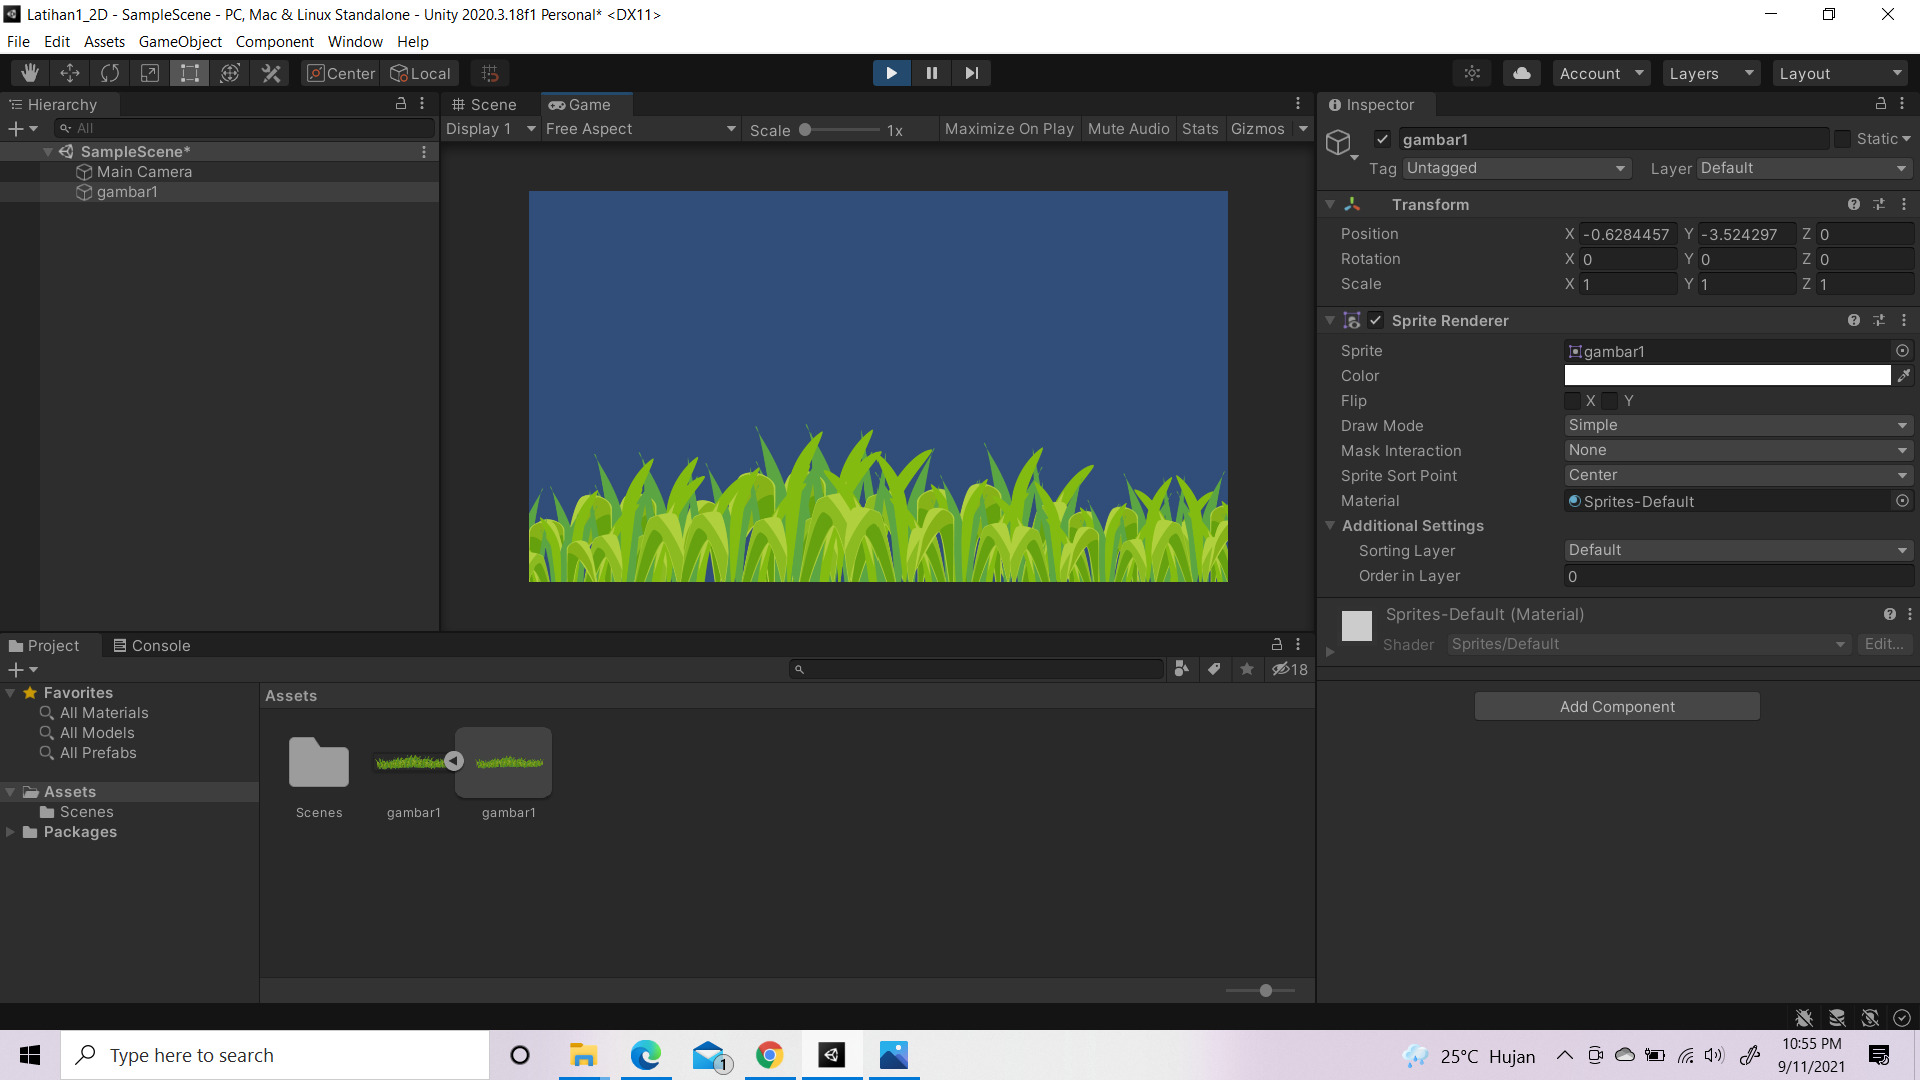 Latihan1_2D - SampleScene - PC, Mac & Linux Standalone - Unity 2020.3.18f1 Personal* <DX11>
File Edit Assets GameObject Component Window Help
Center Local Account Layers Layout
Hierarchy
All
SampleScene*
Main Camera
gambar1
Scene Game
Display 1 Free Aspect Scale 1x Maximize On Play Mute Audio Stats Gizmos
Inspector
gambar1 Static
Tag Untagged Layer Default
Transform
Position X -0.6284457 Y -3.524297 Z 0
Rotation X 0 Y 0 Z 0
Scale X 1 Y 1 Z 1
Sprite Renderer
Sprite gambar1
Color
Flip X Y
Draw Mode Simple
Mask Interaction None
Sprite Sort Point Center
Material Sprites-Default
Additional Settings
Sorting Layer Default
Order in Layer 0
Sprites-Default (Material)
Shader Sprites/Default Edit...
Add Component
Project Console
18
Favorites
All Materials
All Models
All Prefabs
Assets
Scenes
Packages
Assets
Scenes gambar1 gambar1
Type here to search
1
25°C Hujan
10:55 PM
9/11/2021